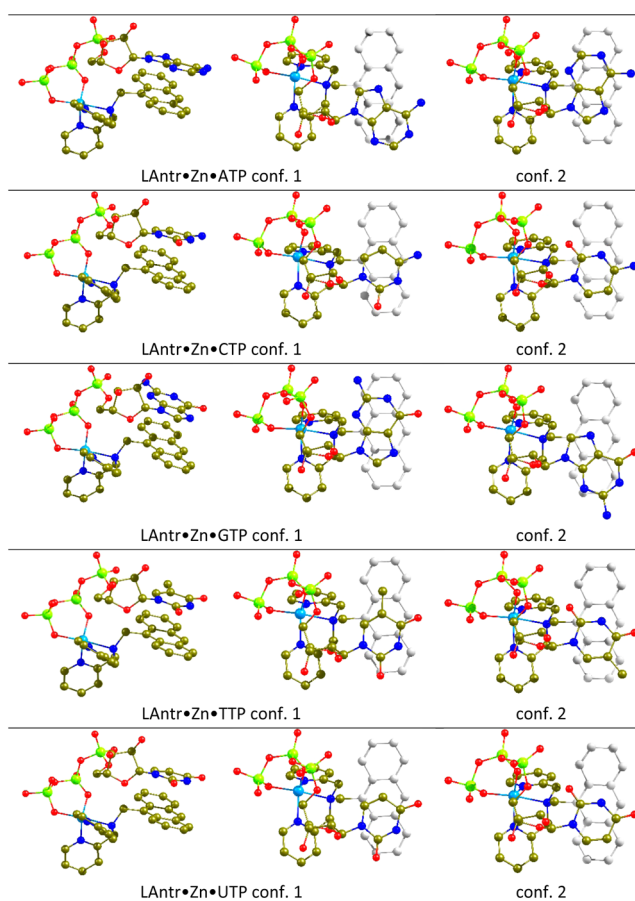 LAntr•Zn•ATP conf. 1 conf. 2
LAntr•Zn•CTP conf. 1 conf. 2
LAntr•Zn•GTP conf. 1 conf. 2
LAntr•Zn•TTP conf. 1 conf. 2
LAntr•Zn•UTP conf. 1 conf. 2